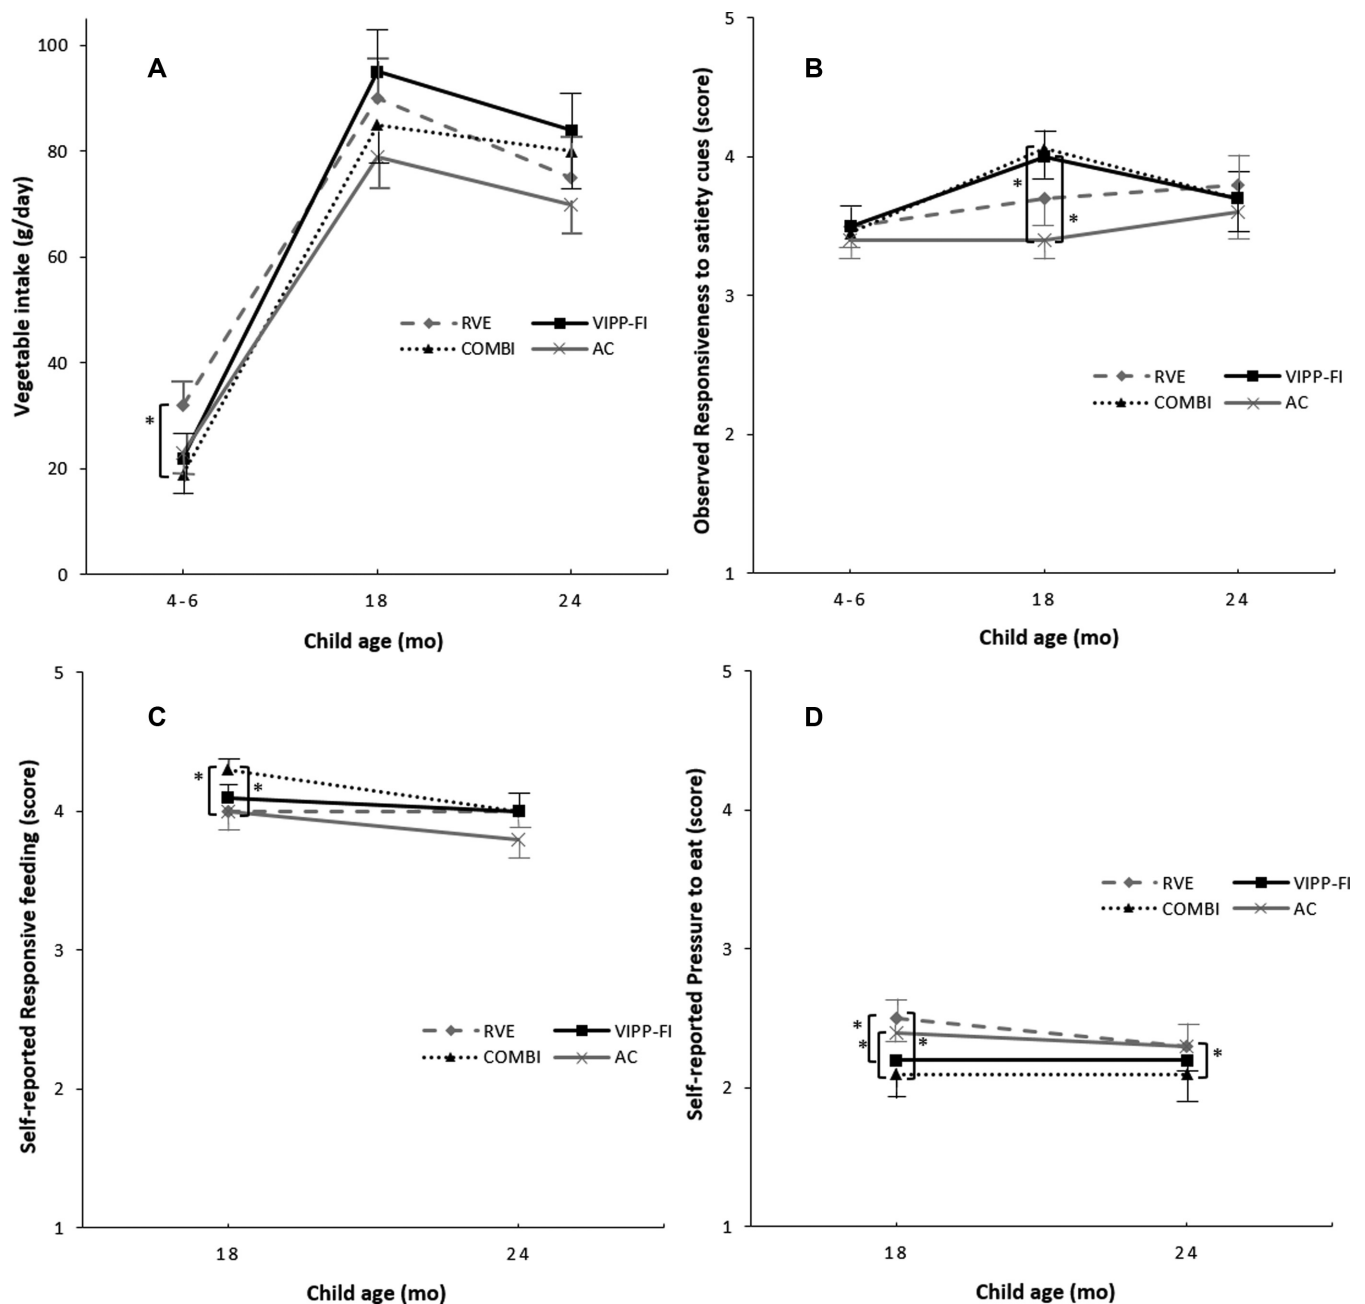 A
Vegetable intake (g/day)
100
80
60
40
20
0
*
RVE VIPP-FI
COMBI AC
4-6 18 24
Child age (mo)
B
Observed Responsiveness to satiety cues (score)
5
4
3
2
1
*
*
RVE VIPP-FI
COMBI AC
4-6 18 24
Child age (mo)
C
Self-reported Responsive feeding (score)
5
4
3
2
1
* *
RVE VIPP-FI
COMBI AC
18 24
Child age (mo)
D
Self-reported Pressure to eat (score)
5
4
3
2
1
RVE VIPP-FI
COMBI AC
*
* * *
18 24
Child age (mo)